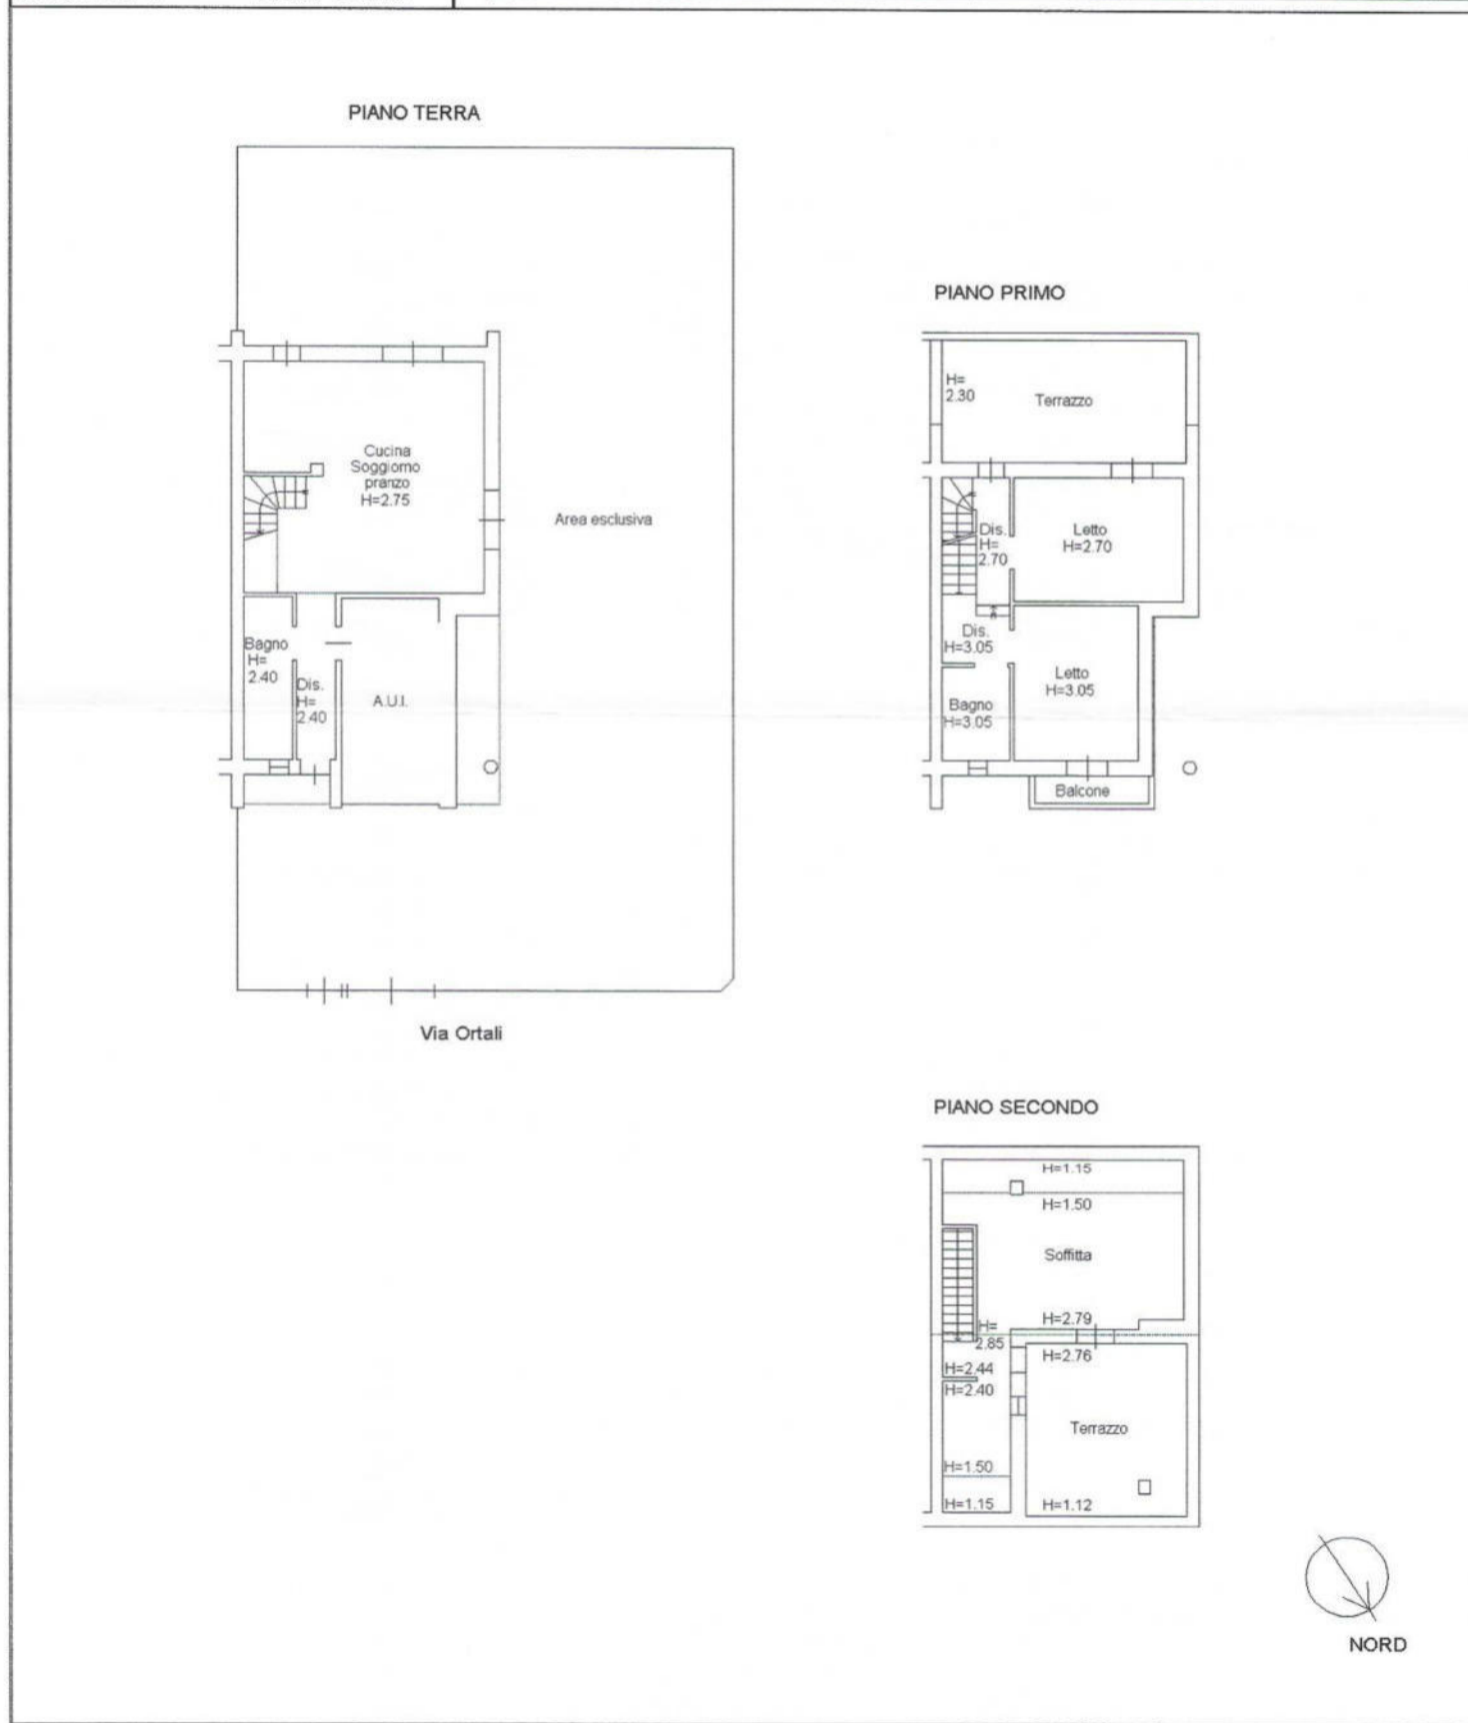 PIANO TERRA
Cucina
Soggiorno
pranzo
H=2.75
Area esclusiva
Bagno
H=
2.40
Dis.
H=
2.40
A.U.I.
Via Ortali
PIANO PRIMO
H=
2.30
Terrazzo
Dis.
H=
2.70
Letto
H=2.70
Dis.
H=3.05
Letto
H=3.05
Bagno
H=3.05
Balcone
PIANO SECONDO
H=1.15
H=1.50
Soffitta
H=2.79
H=
2.85
H=2.76
H=2.44
H=2.40
Terrazzo
H=1.50
H=1.15
H=1.12
NORD